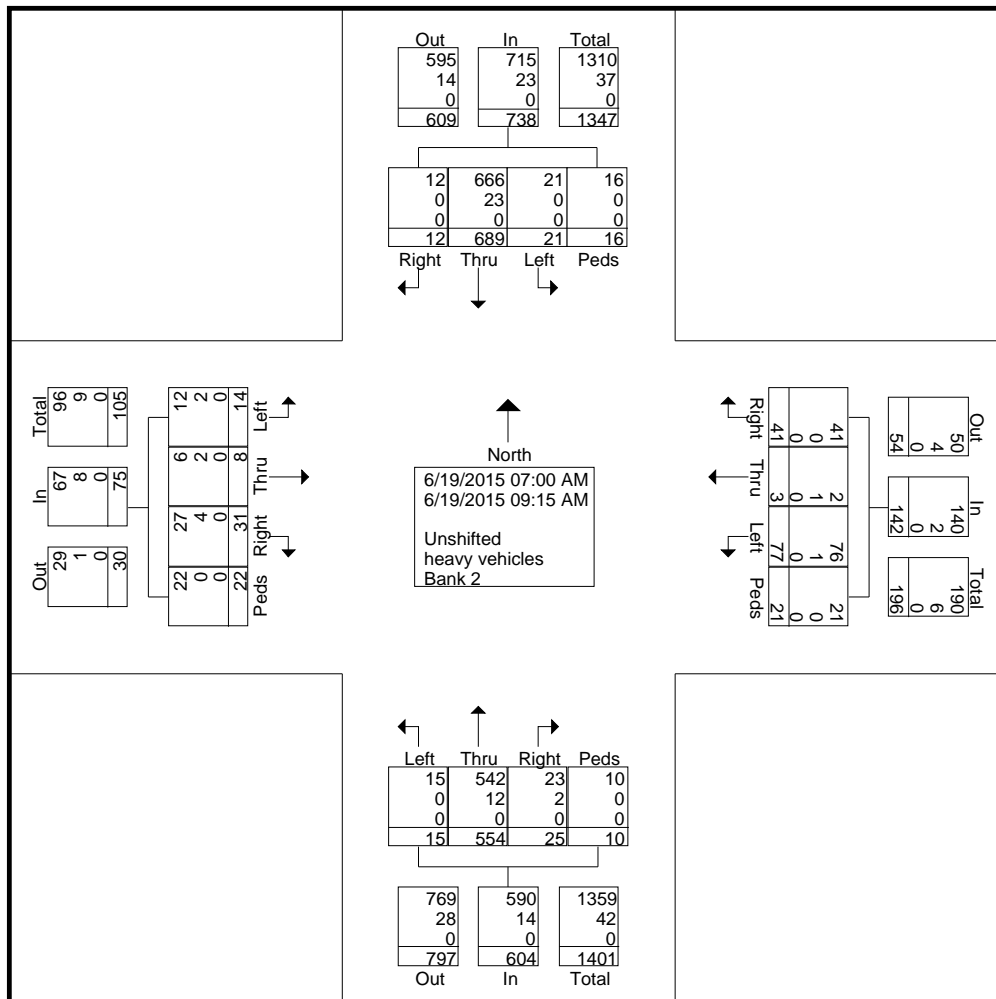 Out In Total
595 715 1310
14 23 37
0 0 0
609 738 1347
12 666 21 16
0 23 0 0
0 0 0 0
12 689 21 16
Right Thru Left Peds
Total
96
9
0
105
In
67
8
0
75
Out
29
1
0
30
12
2
0
14
Left
6
2
0
8
Thru
27
4
0
31
Right
22
0
0
22
Peds
North
6/19/2015 07:00 AM
6/19/2015 09:15 AM
Unshifted
heavy vehicles
Bank 2
Right
41
0
0
41
Thru
3
0
1
2
Left
77
0
1
76
Peds
21
0
0
21
Out
50
4
0
54
In
140
2
0
142
Total
190
6
0
196
Left Thru Right Peds
15 542 23 10
0 12 2 0
0 0 0 0
15 554 25 10
769 590 1359
28 14 42
0 0 0
797 604 1401
Out In Total